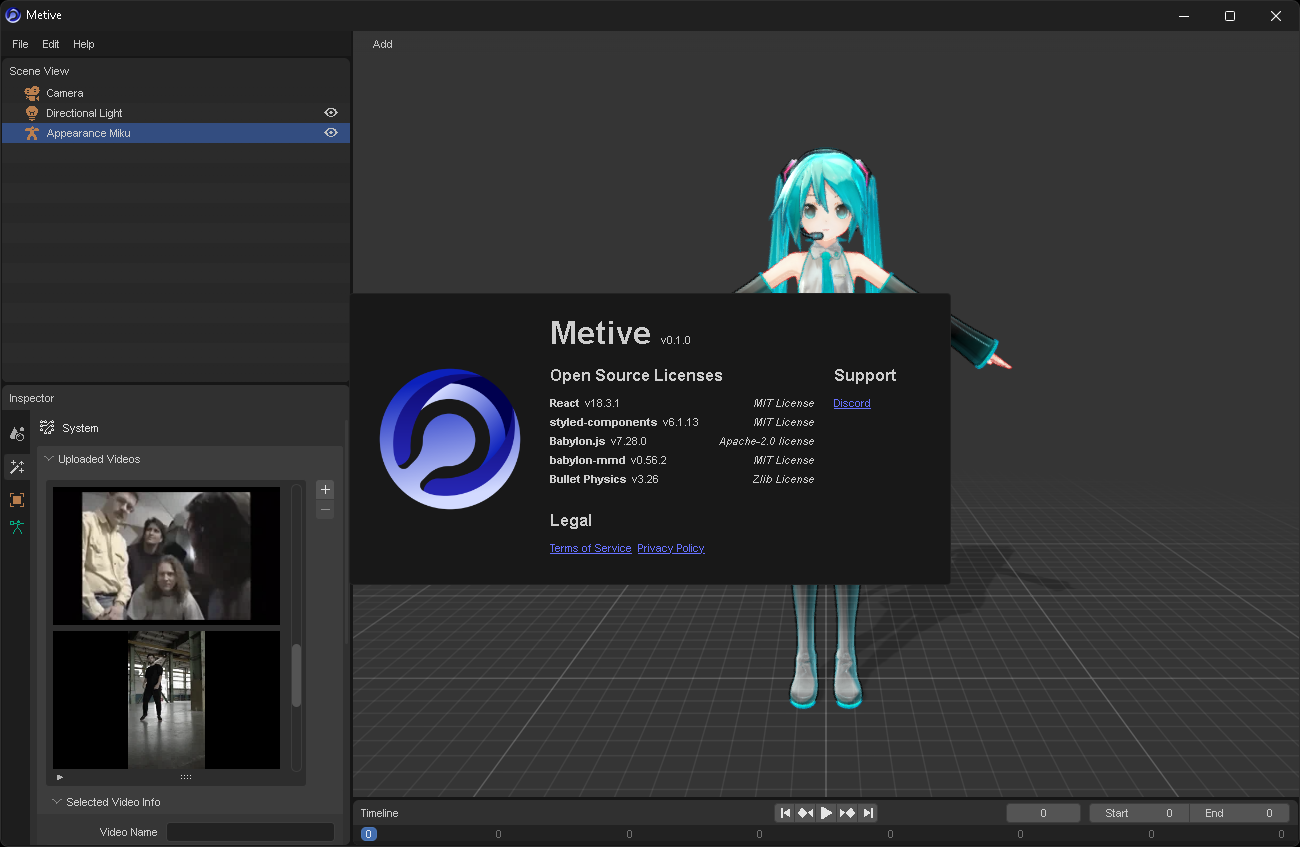 Metive
File Edit Help
Add
Scene View
Camera
Directional Light
Appearance Miku
Metive v0.1.0
Open Source Licenses
React v18.3.1 MIT License
styled-components v6.1.13 MIT License
Babylon.js v7.28.0 Apache-2.0 license
babylon-mmd v0.56.2 MIT License
Bullet Physics v3.26 Zlib License
Support
Discord
Legal
Terms of Service Privacy Policy
Inspector
System
Uploaded Videos
Selected Video Info
Video Name
Timeline
0
Start 0
End 0
0 0 0 0 0 0 0 0